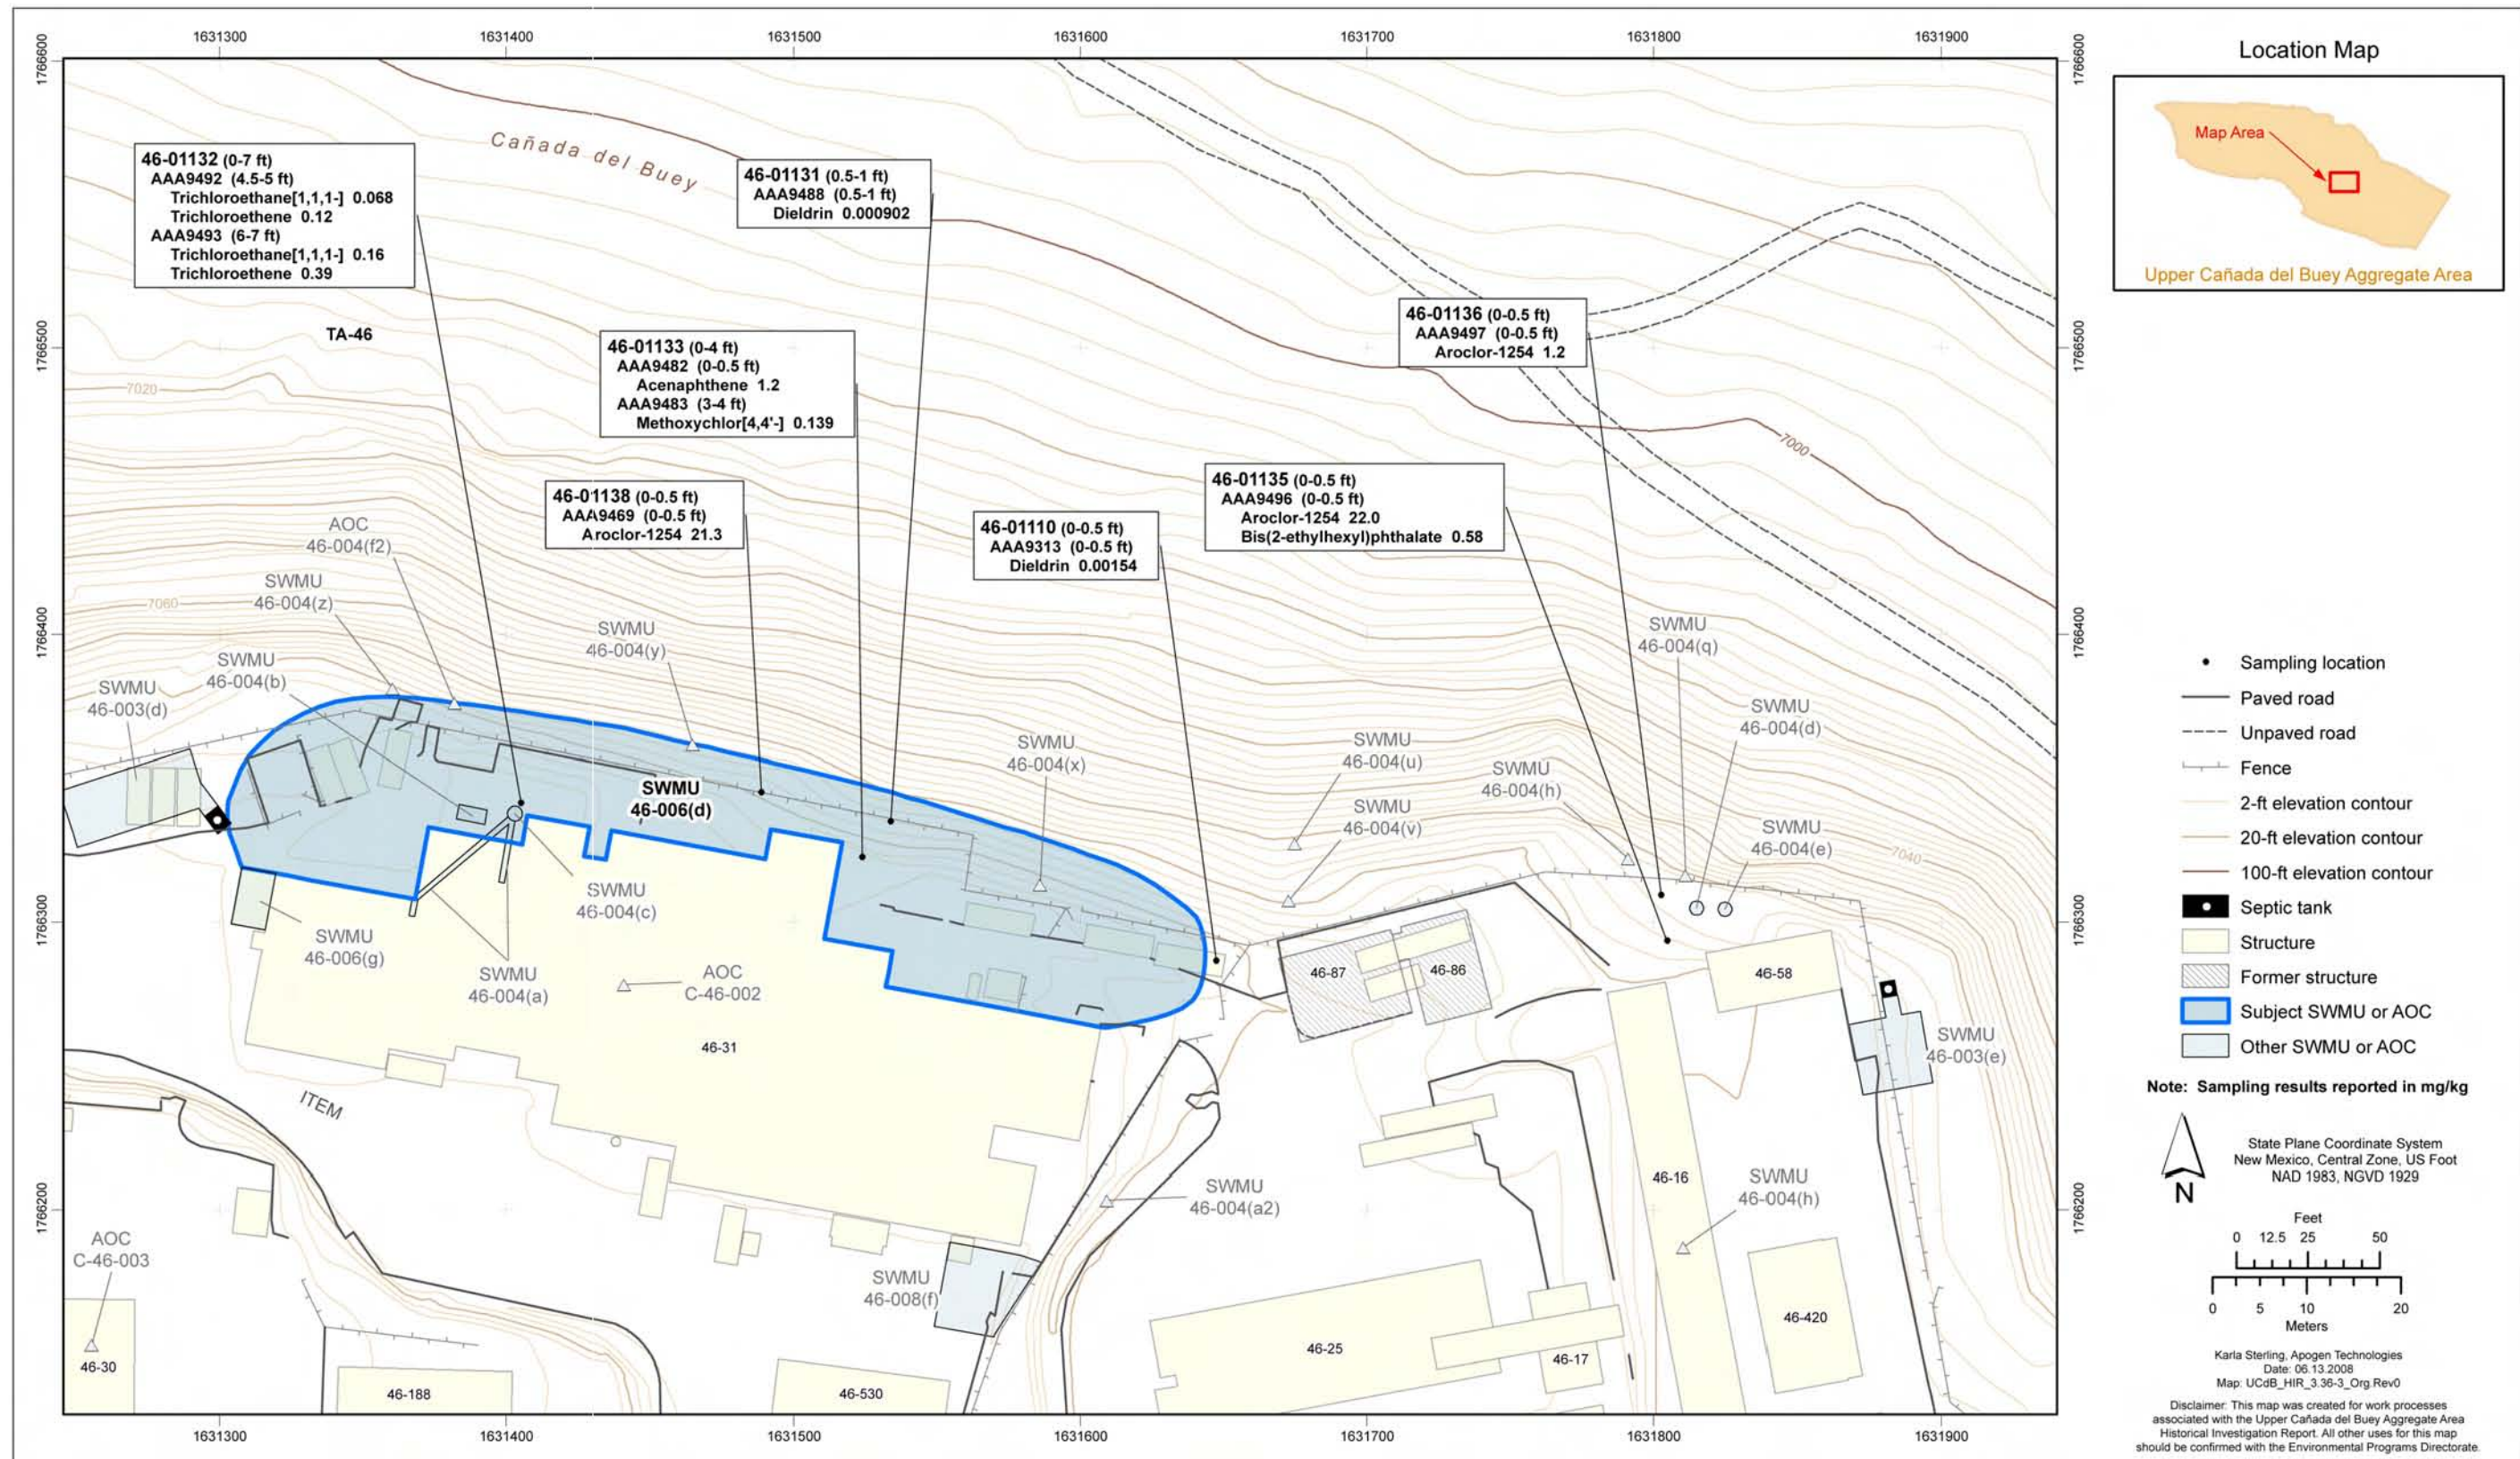 1631300 1631400 1631500 1631600 1631700 1631800 1631900
1766600
1766600
Location Map
Map Area
Upper Cañada del Buey Aggregate Area
Cañada del Buey
46-01132 (0-7 ft)
AAA9492 (4.5-5 ft)
Trichloroethane[1,1,1-] 0.068
Trichloroethene 0.12
AAA9493 (6-7 ft)
Trichloroethane[1,1,1-] 0.16
Trichloroethene 0.39
46-01131 (0.5-1 ft)
AAA9488 (0.5-1 ft)
Dieldrin 0.000902
46-01136 (0-0.5 ft)
AAA9497 (0-0.5 ft)
Aroclor-1254 1.2
1766500
1766500
TA-46
46-01133 (0-4 ft)
AAA9482 (0-0.5 ft)
Acenaphthene 1.2
AAA9483 (3-4 ft)
Methoxychlor[4,4'-] 0.139
7020
7000
46-01138 (0-0.5 ft)
AAA9469 (0-0.5 ft)
Aroclor-1254 21.3
46-01110 (0-0.5 ft)
AAA9313 (0-0.5 ft)
Dieldrin 0.00154
46-01135 (0-0.5 ft)
AAA9496 (0-0.5 ft)
Aroclor-1254 22.0
Bis(2-ethylhexyl)phthalate 0.58
AOC
46-004(f2)
SWMU
46-004(z)
7060
SWMU
46-004(y)
1766400
1766400
SWMU
46-004(b)
SWMU
46-003(d)
SWMU
46-004(q)
SWMU
46-004(d)
SWMU
46-004(x)
SWMU
46-004(u)
SWMU
46-004(h)
SWMU
46-006(d)
SWMU
46-004(v)
SWMU
46-004(e)
7040
SWMU
46-004(c)
1766300
1766300
SWMU
46-006(g)
SWMU
46-004(a)
AOC
C-46-002
46-87
46-86
46-58
46-31
SWMU
46-003(e)
ITEM
46-16
SWMU
46-004(h)
SWMU
46-004(a2)
1766200
1766200
AOC
C-46-003
SWMU
46-008(f)
46-420
46-25
46-17
46-30
46-188
46-530
1631300 1631400 1631500 1631600 1631700 1631800 1631900
Sampling location
Paved road
Unpaved road
Fence
2-ft elevation contour
20-ft elevation contour
100-ft elevation contour
Septic tank
Structure
Former structure
Subject SWMU or AOC
Other SWMU or AOC
Note: Sampling results reported in mg/kg
N
State Plane Coordinate System
New Mexico, Central Zone, US Foot
NAD 1983, NGVD 1929
Feet
0 12.5 25 50
0 5 10 20
Meters
Karla Sterling, Apogen Technologies
Date: 06.13.2008
Map: UCdB_HIR_3.36-3_Org.Rev0
Disclaimer: This map was created for work processes
associated with the Upper Cañada del Buey Aggregate Area
Historical Investigation Report. All other uses for this map
should be confirmed with the Environmental Programs Directorate.